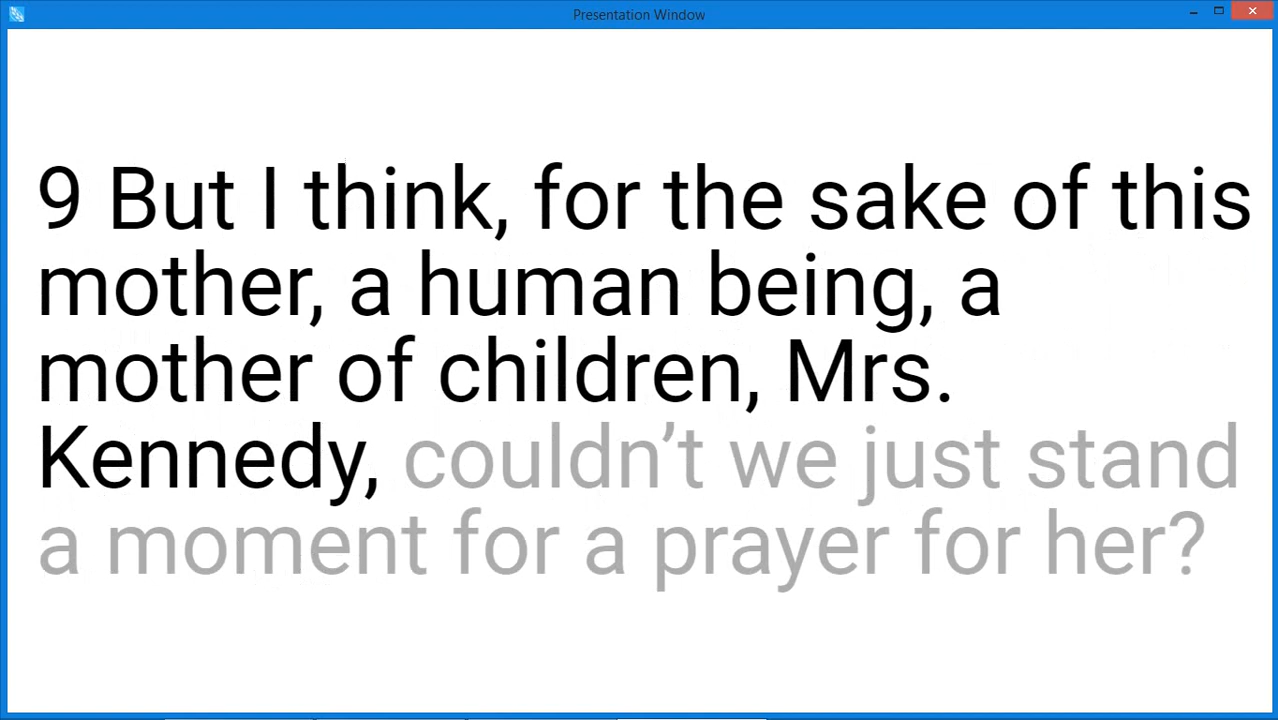 Presentation Window
9 But I think, for the sake of this
mother, a human being, a
mother of children, Mrs.
Kennedy, couldn’t we just stand
a moment for a prayer for her?